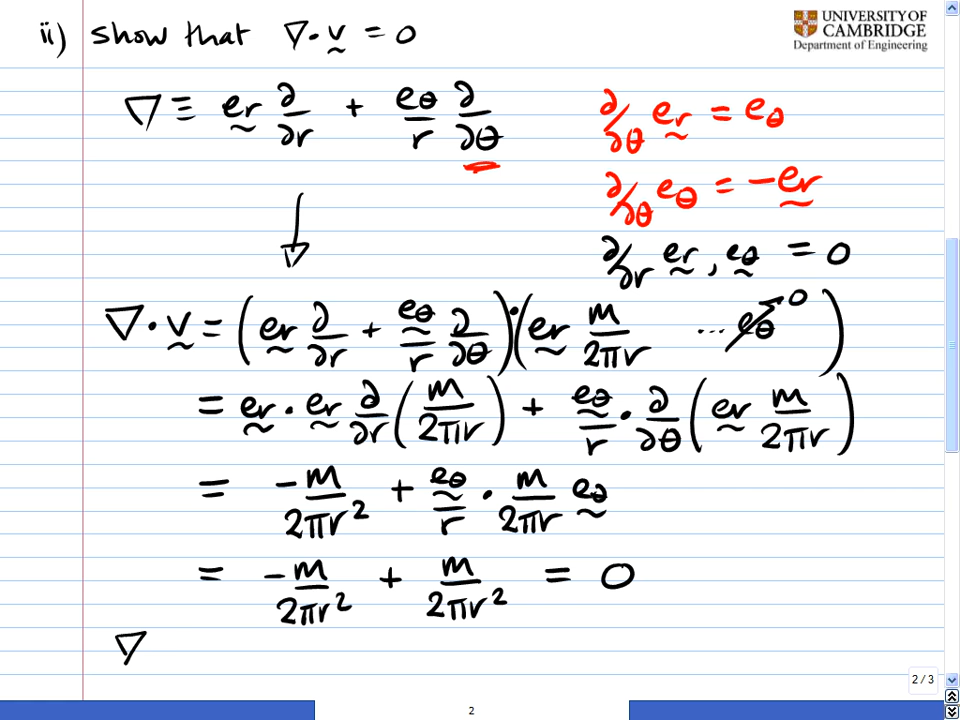 ii) show that ∇·v = 0
UNIVERSITY OF
CAMBRIDGE
Department of Engineering
∇ ≡ er ∂/∂r + eθ/r ∂/∂θ
∂/∂θ er = eθ
∂/∂θ eθ = -er
∂/∂r er, eθ = 0
∇·v = (er ∂/∂r + eθ/r ∂/∂θ)·(er m/2πr ... eθ 0)
= er · er ∂/∂r (m/2πr) + eθ/r · ∂/∂θ (er m/2πr)
= -m/2πr² + eθ/r · m/2πr eθ
= -m/2πr² + m/2πr² = 0
∇
2 / 3
2